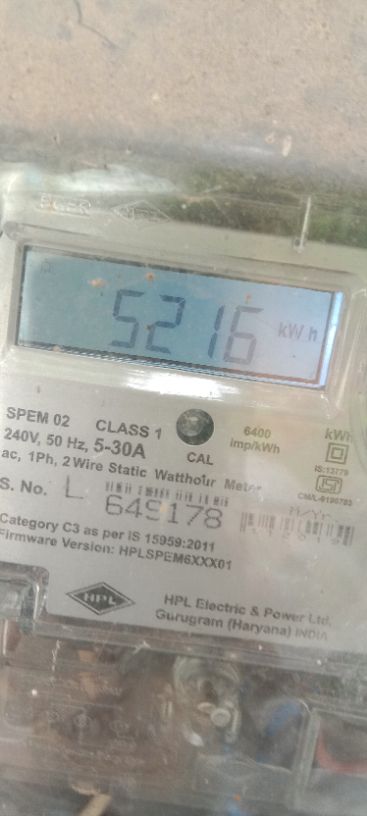 5216 kWh
SPEM 02 CLASS 1
240V, 50 Hz, 5-30A
ac, 1Ph, 2 Wire Static Watthour Meter
CAL
6400
imp/kWh
kWh
IS:13779
S. No. L 649178
Category C3 as per IS 15959:2011
Firmware Version: HPLSPEM6XXX01
HPL
HPL Electric & Power Ltd.
Gurugram (Haryana) INDIA